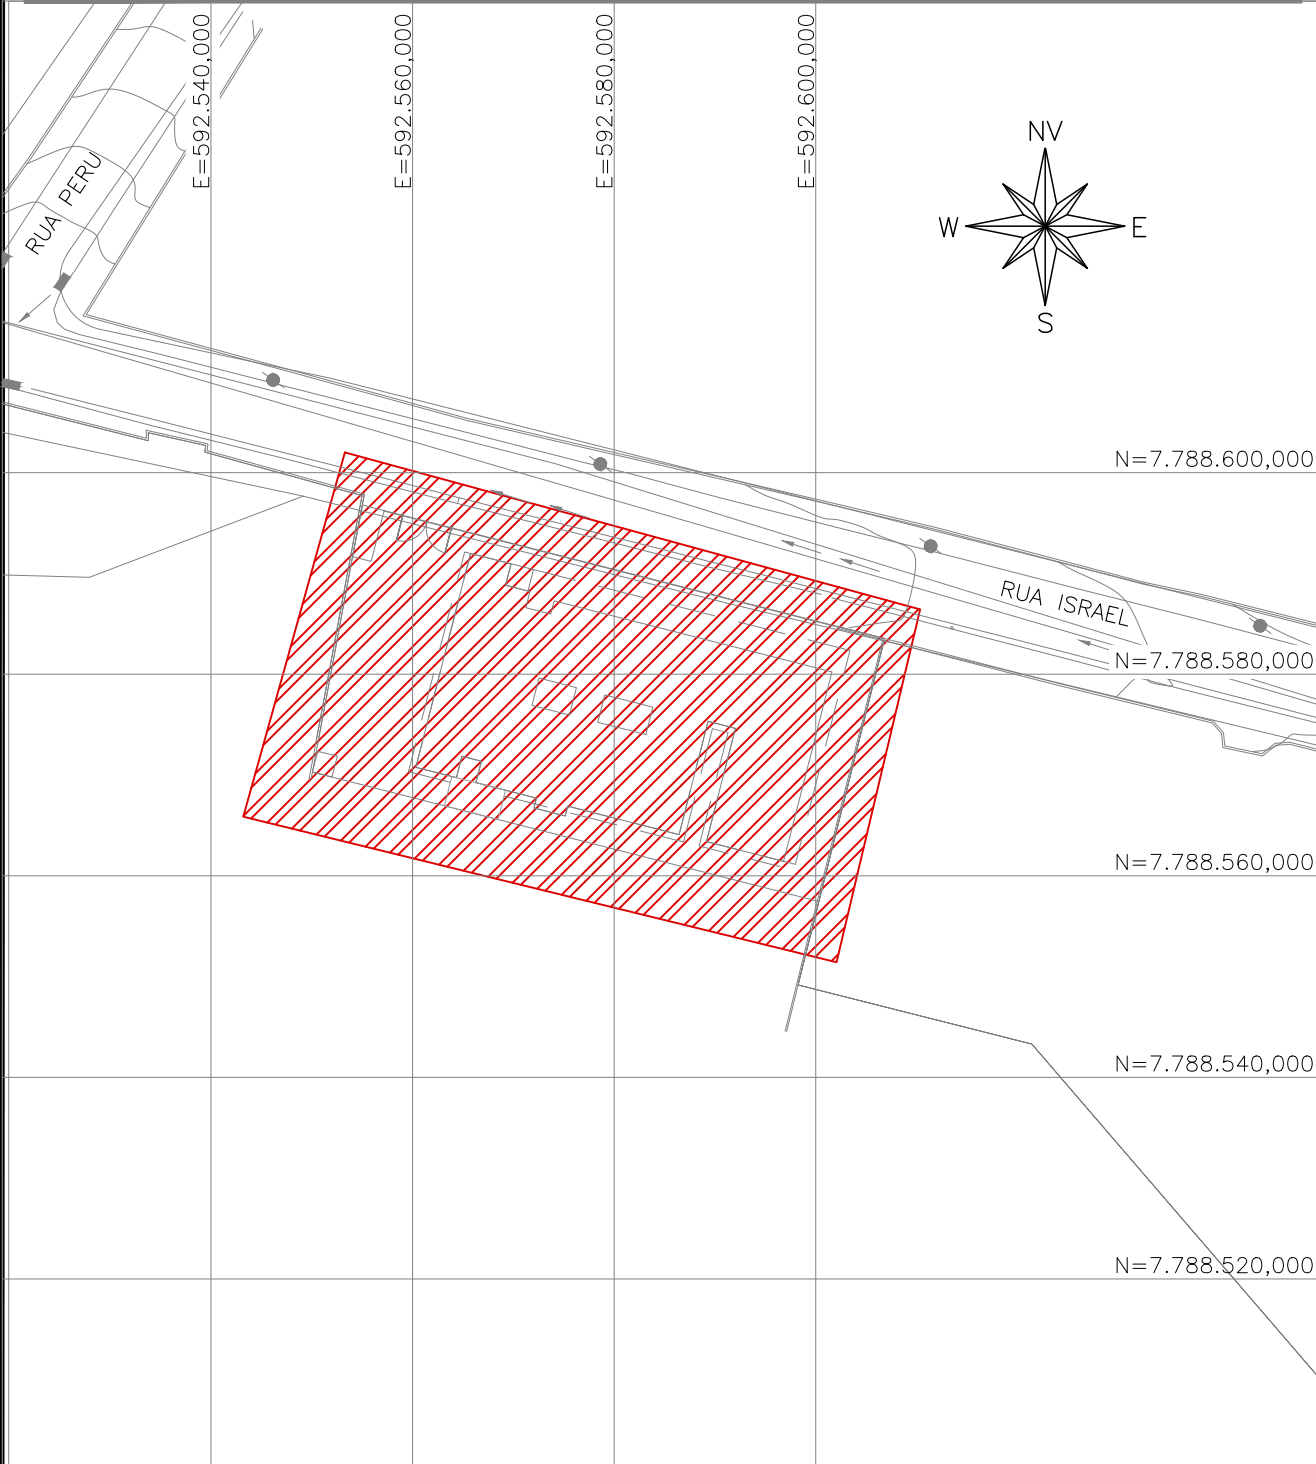 E=592.540,000
E=592.560,000
E=592.580,000
E=592.600,000
NV
RUA PERU
W
E
S
N=7.788.600,000
RUA ISRAEL
N=7.788.580,000
N=7.788.560,000
N=7.788.540,000
N=7.788.520,000